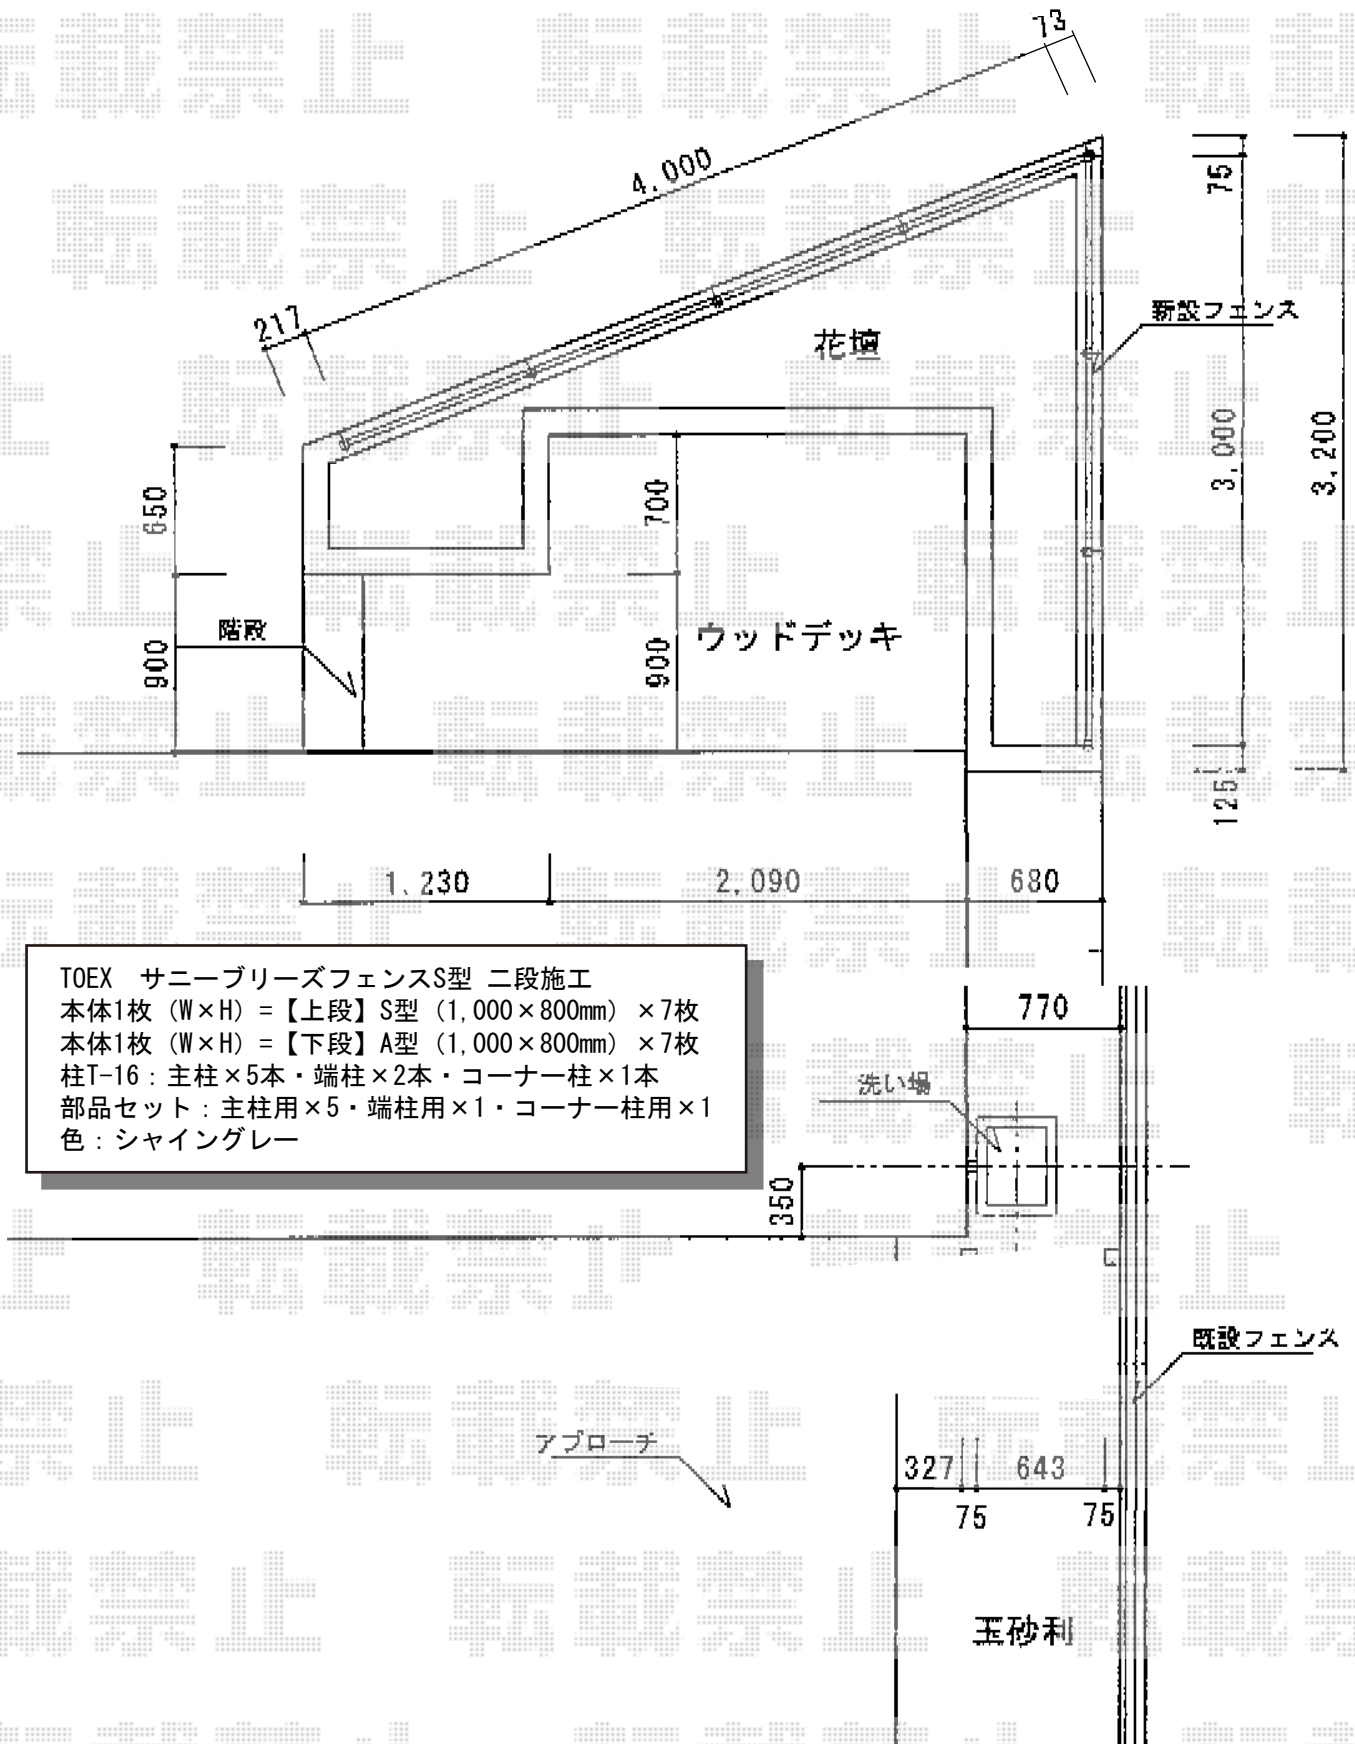 73
4,000
217
75
新設フェンス
花壇
3,000
3,200
650
700
階段
ウッドデッキ
900
900
125
1,230
2,090
680
TOEX サニーブリーズフェンスS型 二段施工
本体1枚（W×H）=【上段】S型（1,000×800mm）×7枚
本体1枚（W×H）=【下段】A型（1,000×800mm）×7枚
柱T-16：主柱×5本・端柱×2本・コーナー柱×1本
部品セット：主柱用×5・端柱用×1・コーナー柱用×1
色：シャイングレー
770
洗い場
350
既設フェンス
アプローチ
327
643
75
75
玉砂利
転載禁止